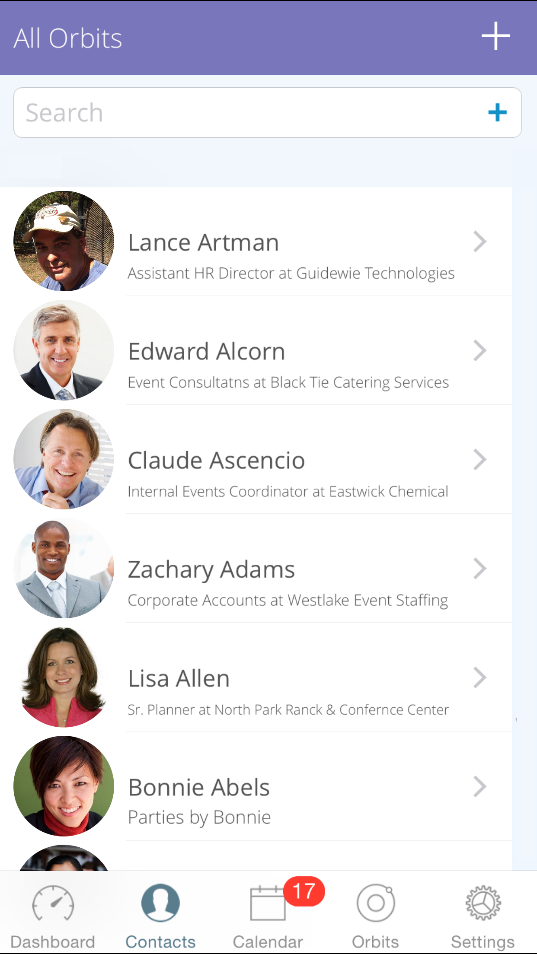 All Orbits
Search
Lance Artman
Assistant HR Director at Guidewie Technologies
Edward Alcorn
Event Consultatns at Black Tie Catering Services
Claude Ascencio
Internal Events Coordinator at Eastwick Chemical
Zachary Adams
Corporate Accounts at Westlake Event Staffing
Lisa Allen
Sr. Planner at North Park Ranck & Confernce Center
Bonnie Abels
Parties by Bonnie
17
Dashboard
Contacts
Calendar
Orbits
Settings